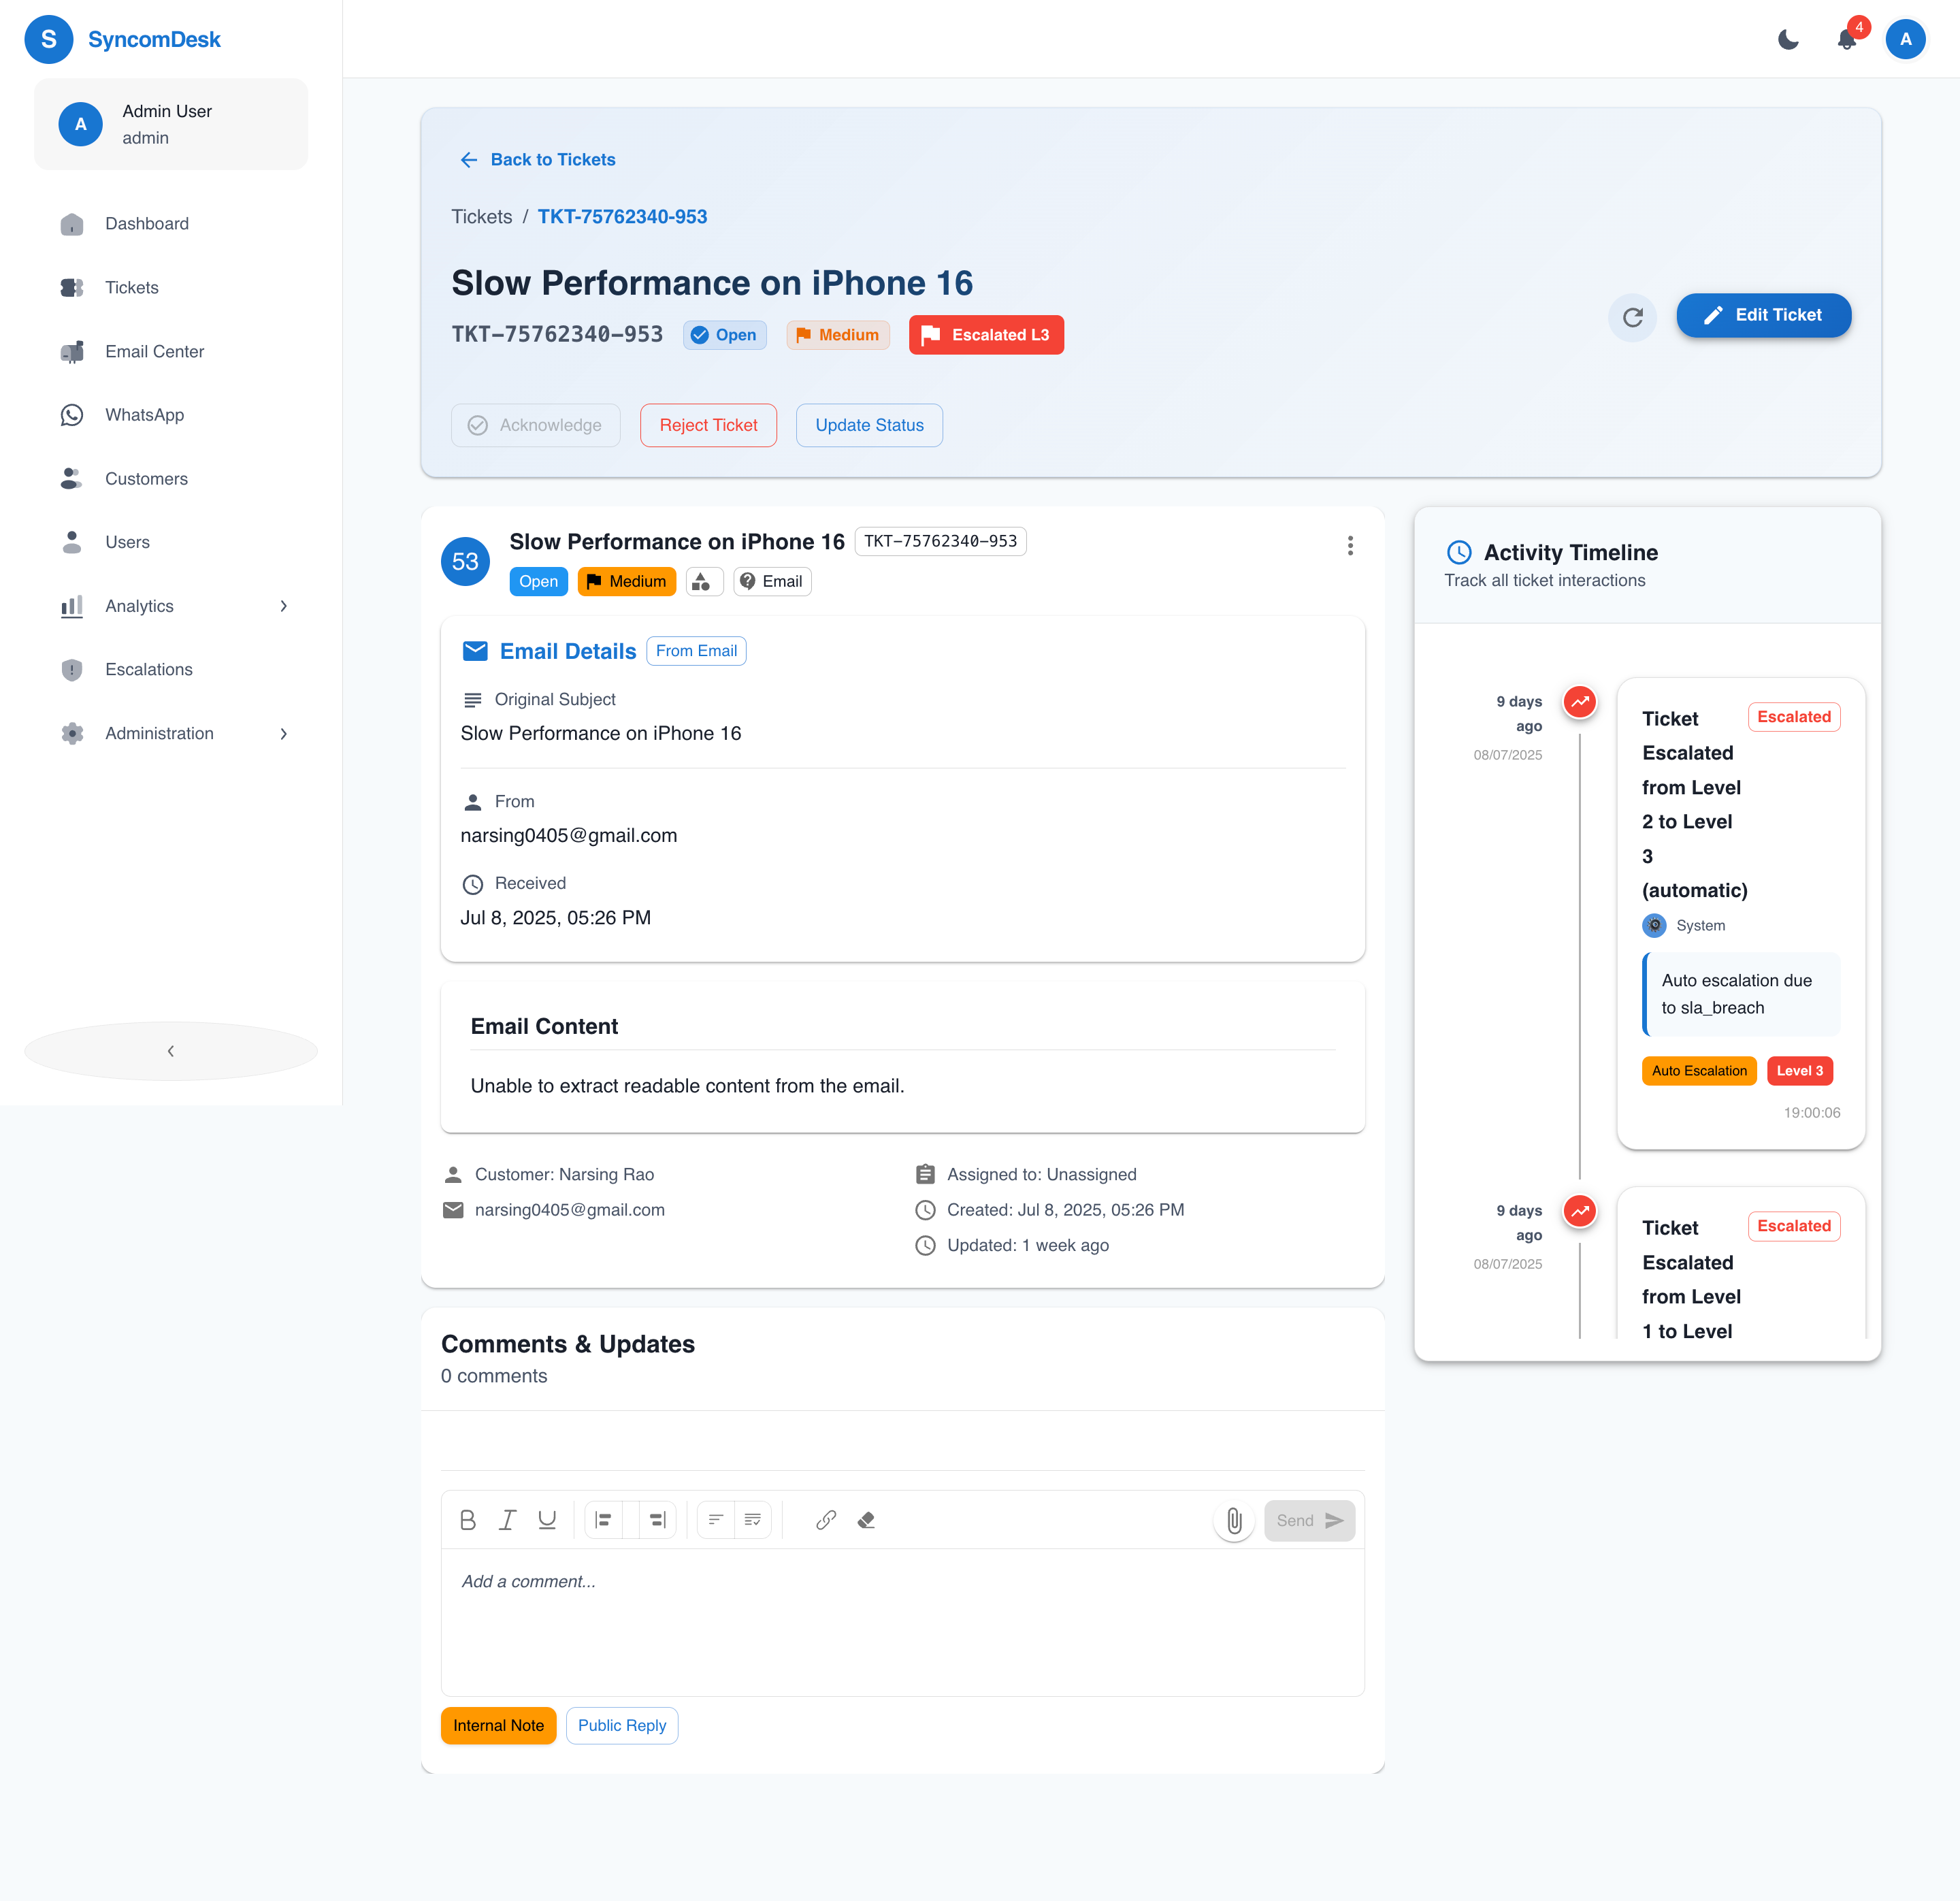 S SyncomDesk
4
A
A
Admin User
admin
Dashboard
Tickets
Email Center
WhatsApp
Customers
Users
Analytics
Escalations
Administration
Back to Tickets
Tickets / TKT-75762340-953
Slow Performance on iPhone 16
TKT-75762340-953 Open Medium Escalated L3
Edit Ticket
Acknowledge Reject Ticket Update Status
53
Slow Performance on iPhone 16 TKT-75762340-953
Open Medium Email
Email Details From Email
Original Subject
Slow Performance on iPhone 16
From
narsing0405@gmail.com
Received
Jul 8, 2025, 05:26 PM
Email Content
Unable to extract readable content from the email.
Customer: Narsing Rao
narsing0405@gmail.com
Assigned to: Unassigned
Created: Jul 8, 2025, 05:26 PM
Updated: 1 week ago
Comments & Updates
0 comments
B I U
Send
Add a comment...
Internal Note Public Reply
Activity Timeline
Track all ticket interactions
9 days
ago
08/07/2025
Ticket
Escalated
from Level
2 to Level
3
(automatic)
Escalated
System
Auto escalation due
to sla_breach
Auto Escalation Level 3
19:00:06
9 days
ago
08/07/2025
Ticket
Escalated
from Level
1 to Level
Escalated